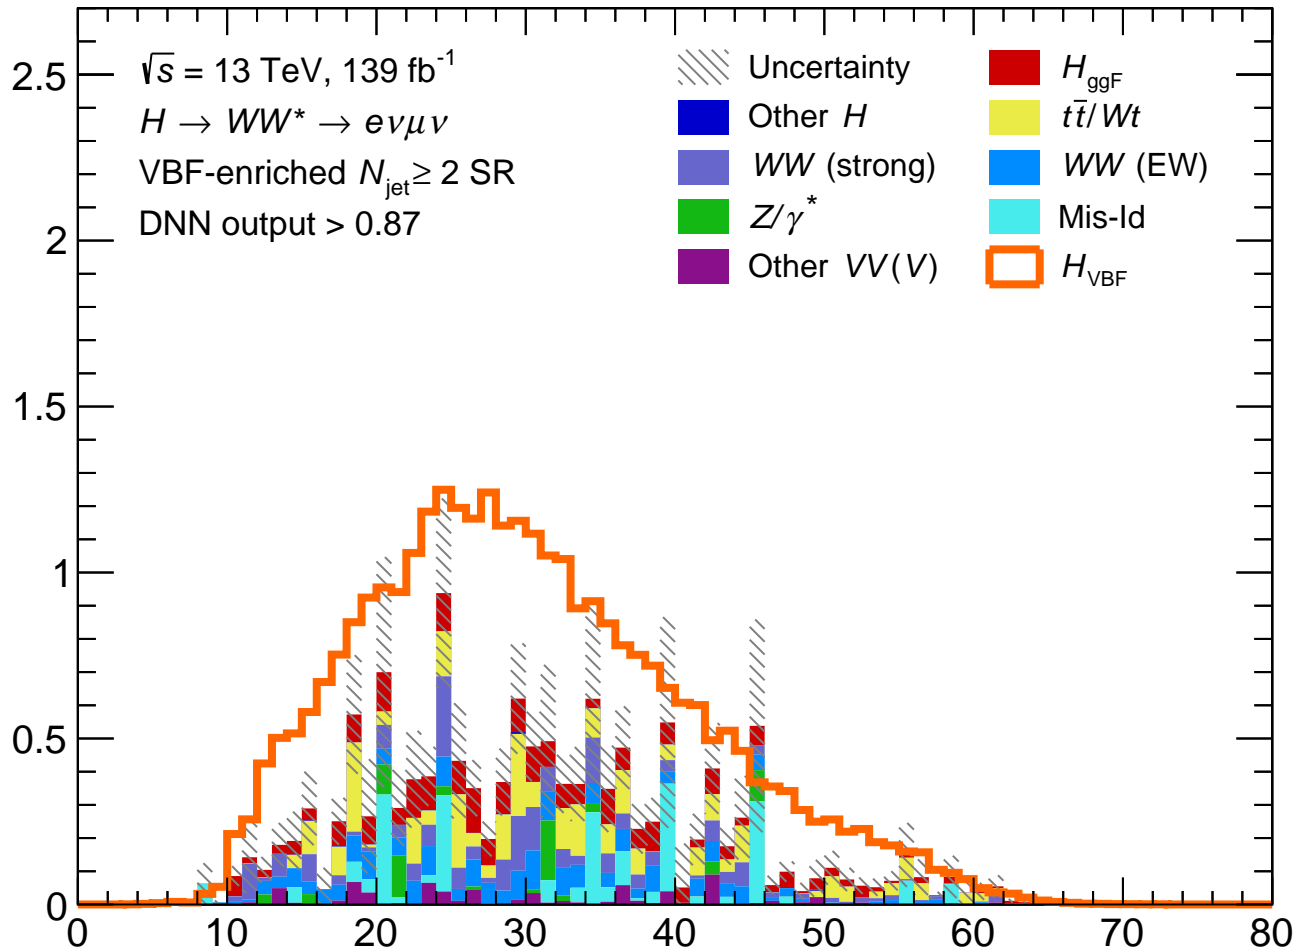 √s = 13 TeV, 139 fb⁻¹
H → WW* → eνμν
VBF-enriched N_jet ≥ 2 SR
DNN output > 0.87
Uncertainty
H_ggF
Other H
tt̄/Wt
WW (strong)
WW (EW)
Z/γ*
Mis-Id
Other VV(V)
H_VBF
2.5
2
1.5
1
0.5
0
0 10 20 30 40 50 60 70 80